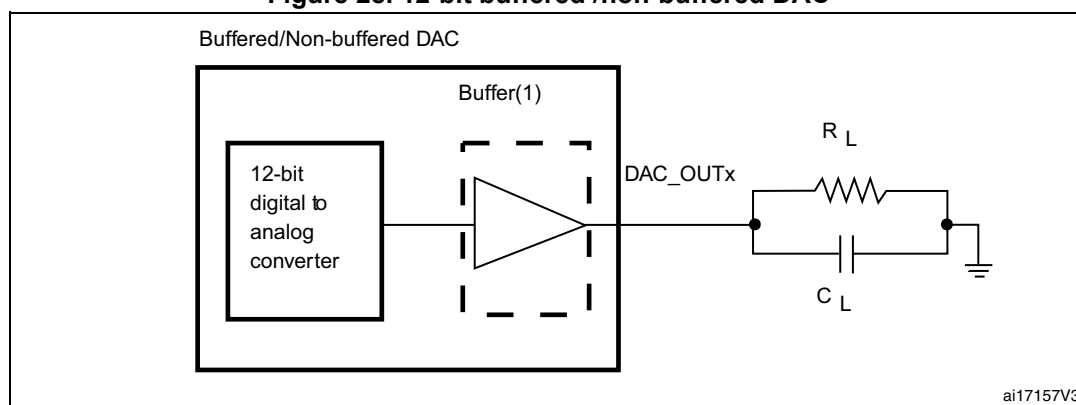 Figure 12-bit buffered /non-buffered DAC
Buffered/Non-buffered DAC
Buffer(1)
R L
12-bit
digital to
analog
converter
DAC_OUTx
C L
ai17157V3